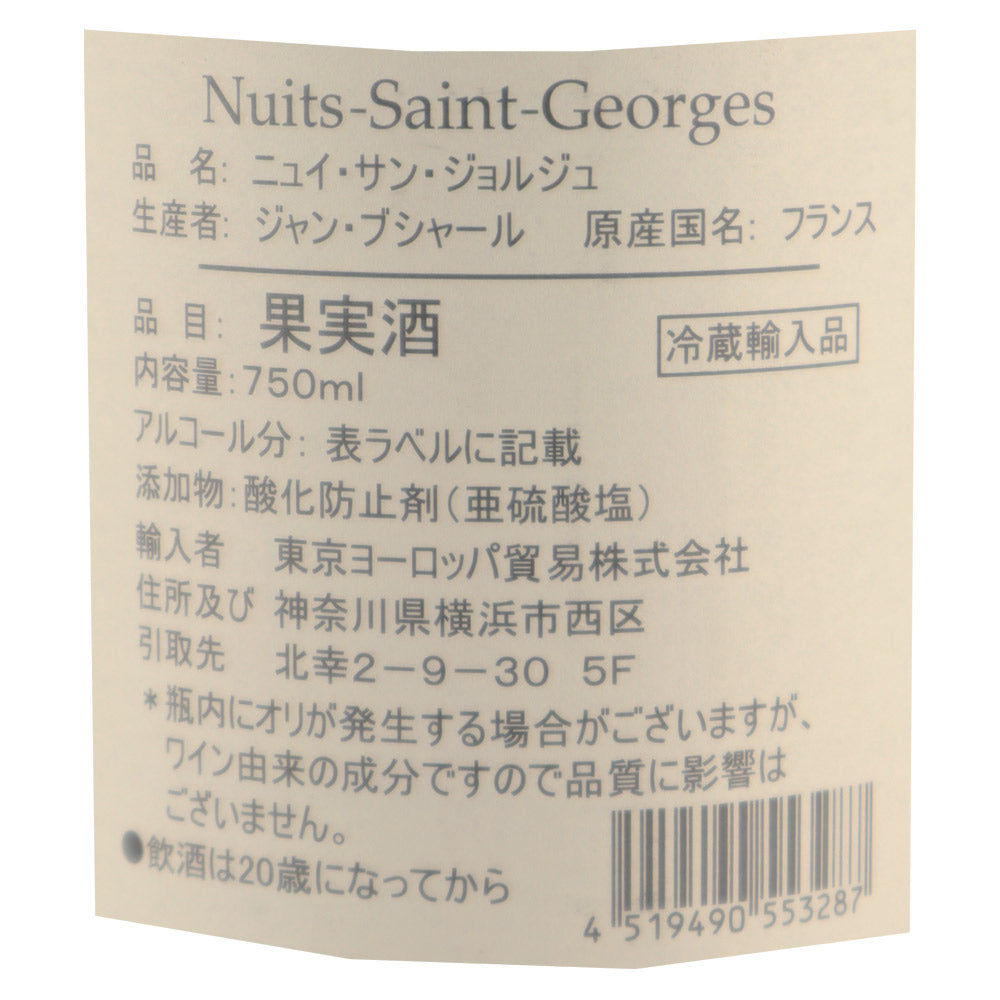 Nuits-Saint-Georges
品 名: ニュイ・サン・ジョルジュ
生産者: ジャン・ブシャール 原産国名: フランス
品 目: 果実酒
冷蔵輸入品
内容量:750ml
アルコール分: 表ラベルに記載
添加物:酸化防止剤(亜硫酸塩)
輸入者 東京ヨーロッパ貿易株式会社
住所及び 神奈川県横浜市西区
引取先 北幸2-9-30 5F
*瓶内にオリが発生する場合がございますが、
ワイン由来の成分ですので品質に影響は
ございません。
●飲酒は20歳になってから
4 519490 553287